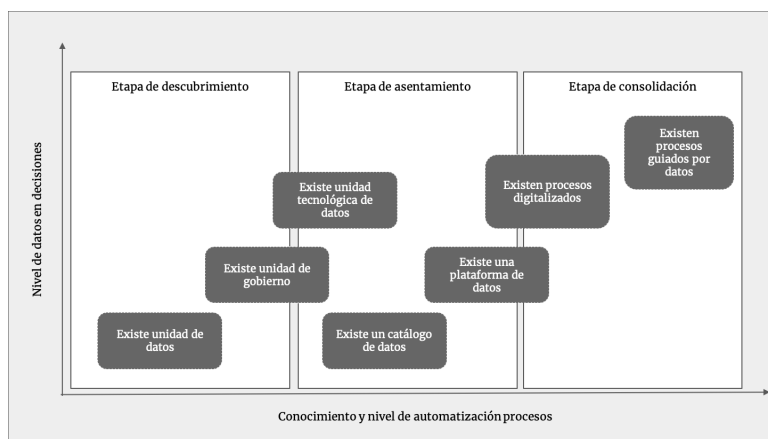 Etapa de descubrimiento
Etapa de asentamiento
Etapa de consolidación
Existen
procesos
guiados por
datos
Existe unidad
tecnológica de
datos
Existen procesos
digitalizados
Existe unidad de
gobierno
Existe una
plataforma de
datos
Existe unidad de
datos
Existe un catálogo
de datos
Nivel de datos en decisiones
Conocimiento y nivel de automatización procesos